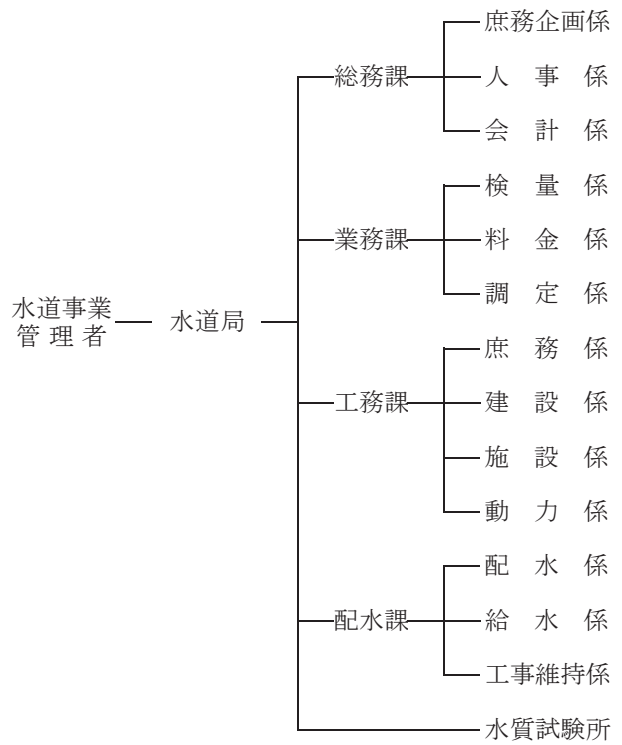 水道事業
管理者
水道局
総務課
庶務企画係
人事係
会計係
業務課
検量係
料金係
調定係
工務課
庶務係
建設係
施設係
動力係
配水課
配水係
給水係
工事維持係
水質試験所